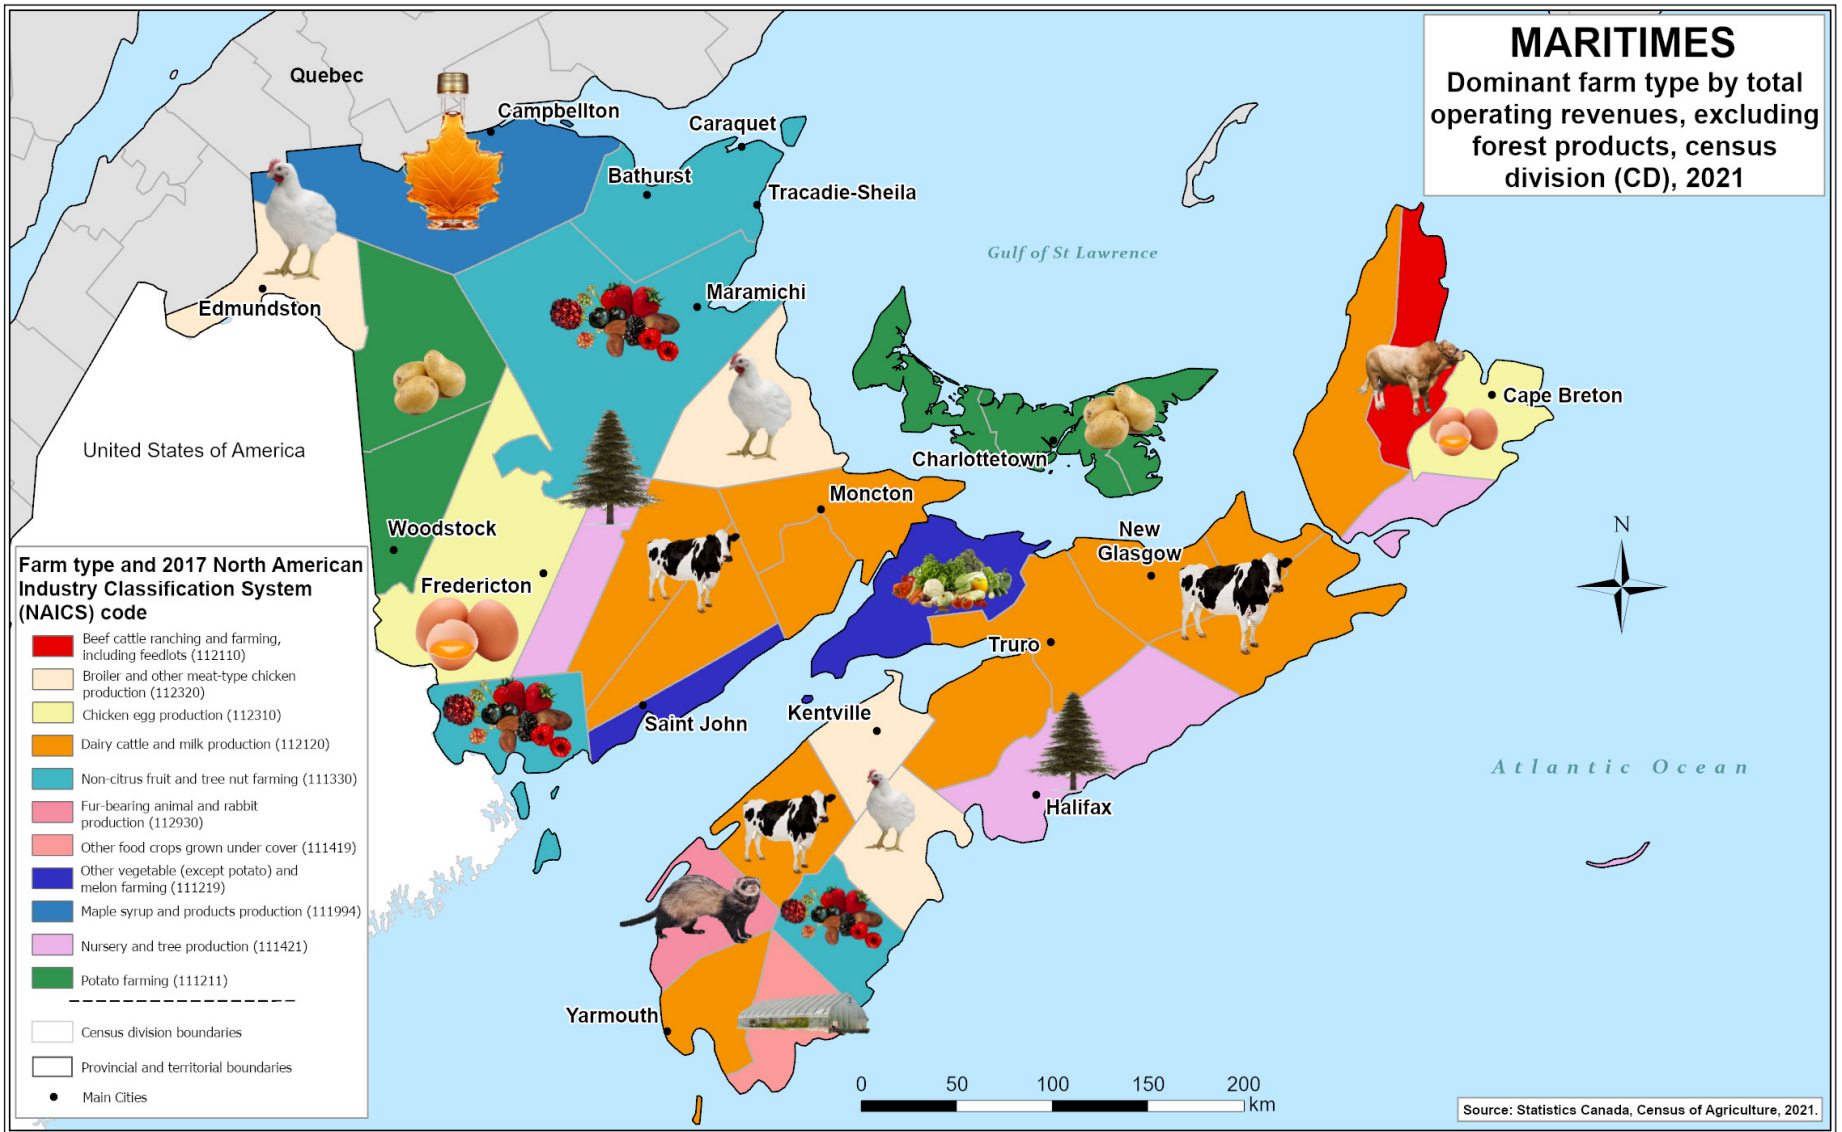 MARITIMES
Dominant farm type by total
operating revenues, excluding
forest products, census
division (CD), 2021
Quebec
Campbellton
Caraquet
Bathurst
Tracadie-Sheila
Gulf of St Lawrence
Maramichi
Edmundston
United States of America
Cape Breton
Charlottetown
Moncton
Woodstock
New
Glasgow
N
Fredericton
Truro
Saint John
Kentville
Atlantic Ocean
Halifax
Yarmouth
Farm type and 2017 North American
Industry Classification System
(NAICS) code
Beef cattle ranching and farming,
including feedlots (112110)
Broiler and other meat-type chicken
production (112320)
Chicken egg production (112310)
Dairy cattle and milk production (112120)
Non-citrus fruit and tree nut farming (111330)
Fur-bearing animal and rabbit
production (112930)
Other food crops grown under cover (111419)
Other vegetable (except potato) and
melon farming (111219)
Maple syrup and products production (111994)
Nursery and tree production (111421)
Potato farming (111211)
Census division boundaries
Provincial and territorial boundaries
Main Cities
0 50 100 150 200
km
Source: Statistics Canada, Census of Agriculture, 2021.